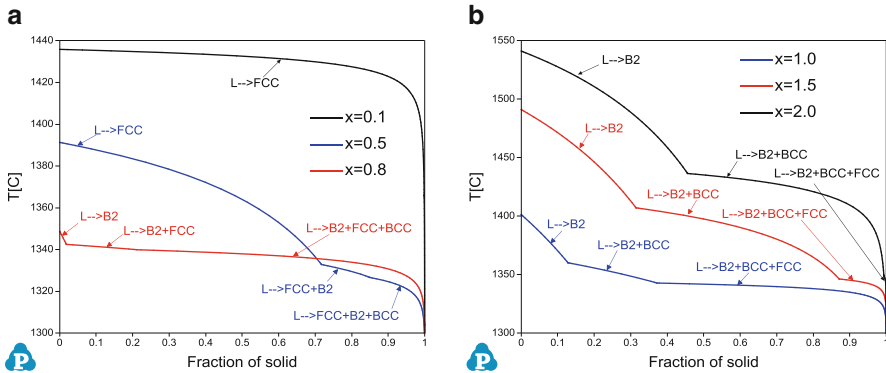 a
1440
1420
1400
1380
1360
1340
1320
1300
T[C]
L-->FCC
x=0.1
x=0.5
x=0.8
L-->FCC
L-->B2
L-->B2+FCC
L-->B2+FCC+BCC
L-->FCC+B2
L-->FCC+B2+BCC
0 0.1 0.2 0.3 0.4 0.5 0.6 0.7 0.8 0.9 1
Fraction of solid
P
b
1550
1500
1450
1400
1350
1300
T[C]
L-->B2
x=1.0
x=1.5
x=2.0
L-->B2
L-->B2+BCC
L-->B2+BCC+FCC
L-->B2+BCC
L-->B2+BCC+FCC
L-->B2
L-->B2+BCC
L-->B2+BCC+FCC
0 0.1 0.2 0.3 0.4 0.5 0.6 0.7 0.8 0.9 1
Fraction of solid
P